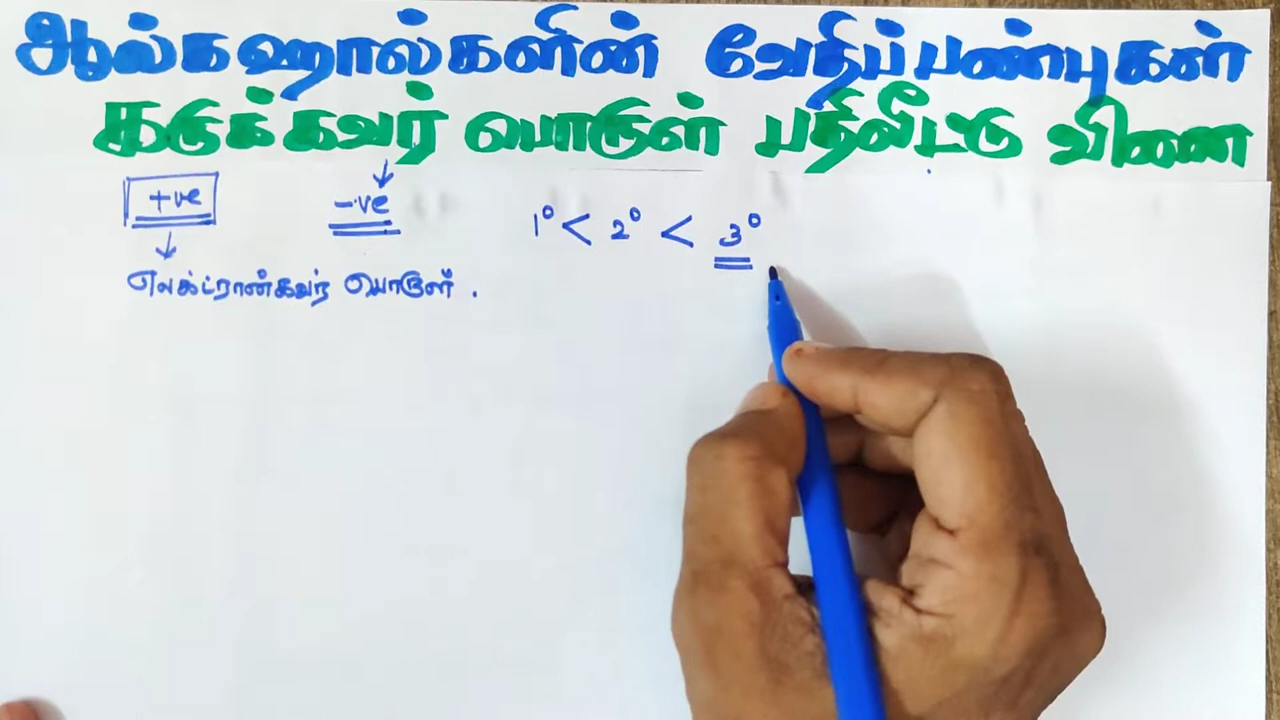 ஆல்கஹால்களின் வேதிப்பண்புகள்
கருக்கவர் பொருள் பதிலீட்டு வினை
+ve -ve 1° < 2° < 3°
எலக்ட்ரான்கவர் பொருள் .